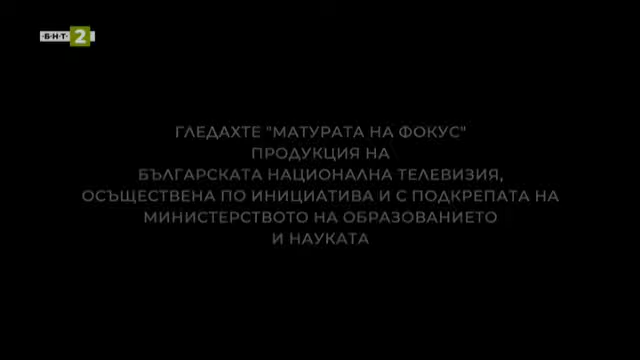 БНТ 2
ГЛЕДАХТЕ "МАТУРАТА НА ФОКУС"
ПРОДУКЦИЯ НА
БЪЛГАРСКАТА НАЦИОНАЛНА ТЕЛЕВИЗИЯ,
ОСЪЩЕСТВЕНА ПО ИНИЦИАТИВА И С ПОДКРЕПАТА НА
МИНИСТЕРСТВОТО НА ОБРАЗОВАНИЕТО
И НАУКАТА